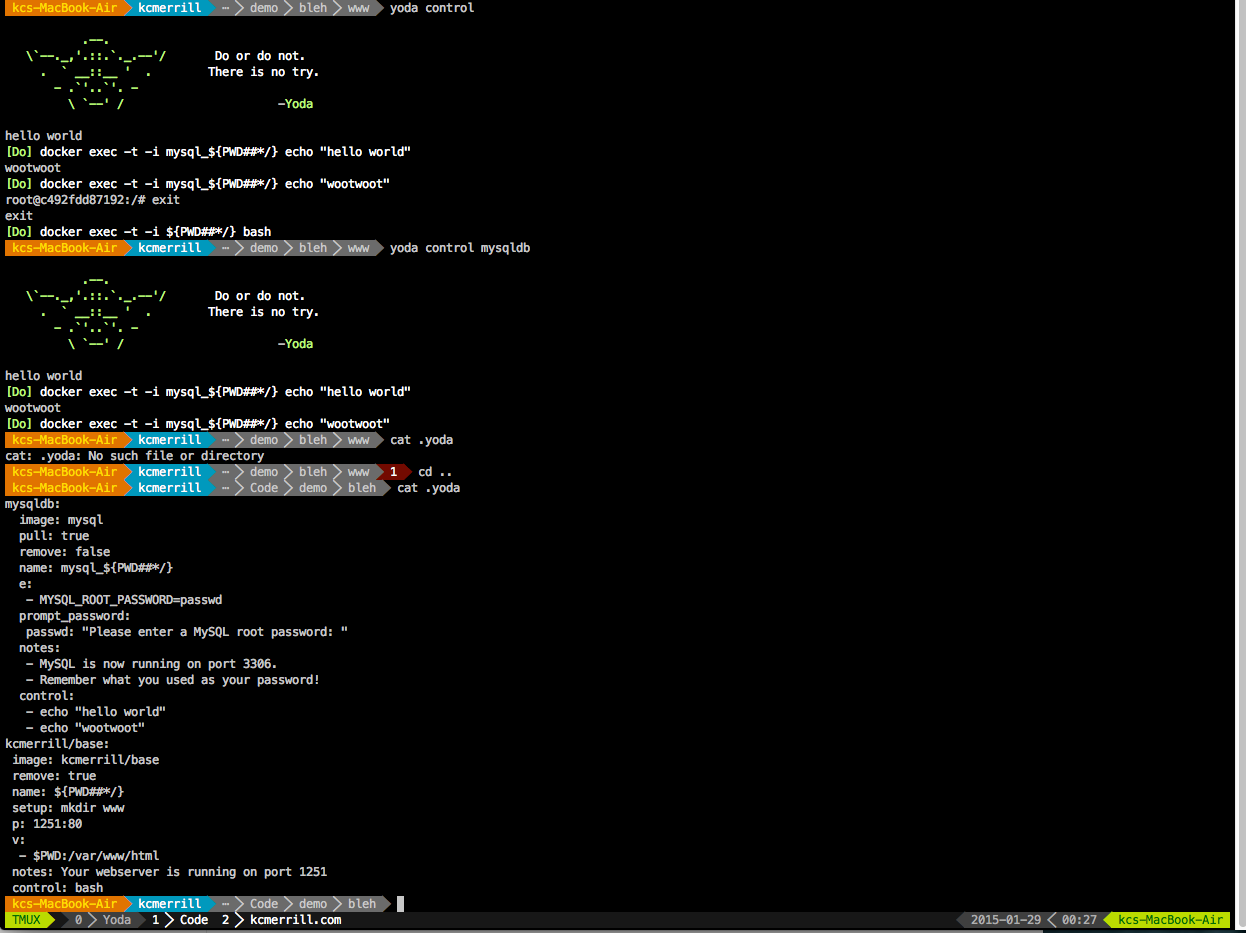 kcs-MacBook-Air kcmerrill ⋯ demo bleh www yoda control
.--.
\`--._,'.::.`._.--'/ Do or do not.
. ` __::__ ' . There is no try.
- .`'..`'. -
\ `--' / -Yoda
hello world
[Do] docker exec -t -i mysql_${PWD##*/} echo "hello world"
wootwoot
[Do] docker exec -t -i mysql_${PWD##*/} echo "wootwoot"
root@c492fdd87192:/# exit
exit
[Do] docker exec -t -i ${PWD##*/} bash
kcs-MacBook-Air kcmerrill ⋯ demo bleh www yoda control mysqldb
.--.
\`--._,'.::.`._.--'/ Do or do not.
. ` __::__ ' . There is no try.
- .`'..`'. -
\ `--' / -Yoda
hello world
[Do] docker exec -t -i mysql_${PWD##*/} echo "hello world"
wootwoot
[Do] docker exec -t -i mysql_${PWD##*/} echo "wootwoot"
kcs-MacBook-Air kcmerrill ⋯ demo bleh www cat .yoda
cat: .yoda: No such file or directory
kcs-MacBook-Air kcmerrill ⋯ demo bleh www 1 cd ..
kcs-MacBook-Air kcmerrill ⋯ Code demo bleh cat .yoda
mysqldb:
  image: mysql
  pull: true
  remove: false
  name: mysql_${PWD##*/}
  e:
   - MYSQL_ROOT_PASSWORD=passwd
  prompt_password:
   passwd: "Please enter a MySQL root password: "
  notes:
   - MySQL is now running on port 3306.
   - Remember what you used as your password!
  control:
   - echo "hello world"
   - echo "wootwoot"
kcmerrill/base:
 image: kcmerrill/base
 remove: true
 name: ${PWD##*/}
 setup: mkdir www
 p: 1251:80
 v:
  - $PWD:/var/www/html
 notes: Your webserver is running on port 1251
 control: bash
kcs-MacBook-Air kcmerrill ⋯ Code demo bleh
TMUX 0 Yoda 1 Code 2 kcmerrill.com 2015-01-29 00:27 kcs-MacBook-Air